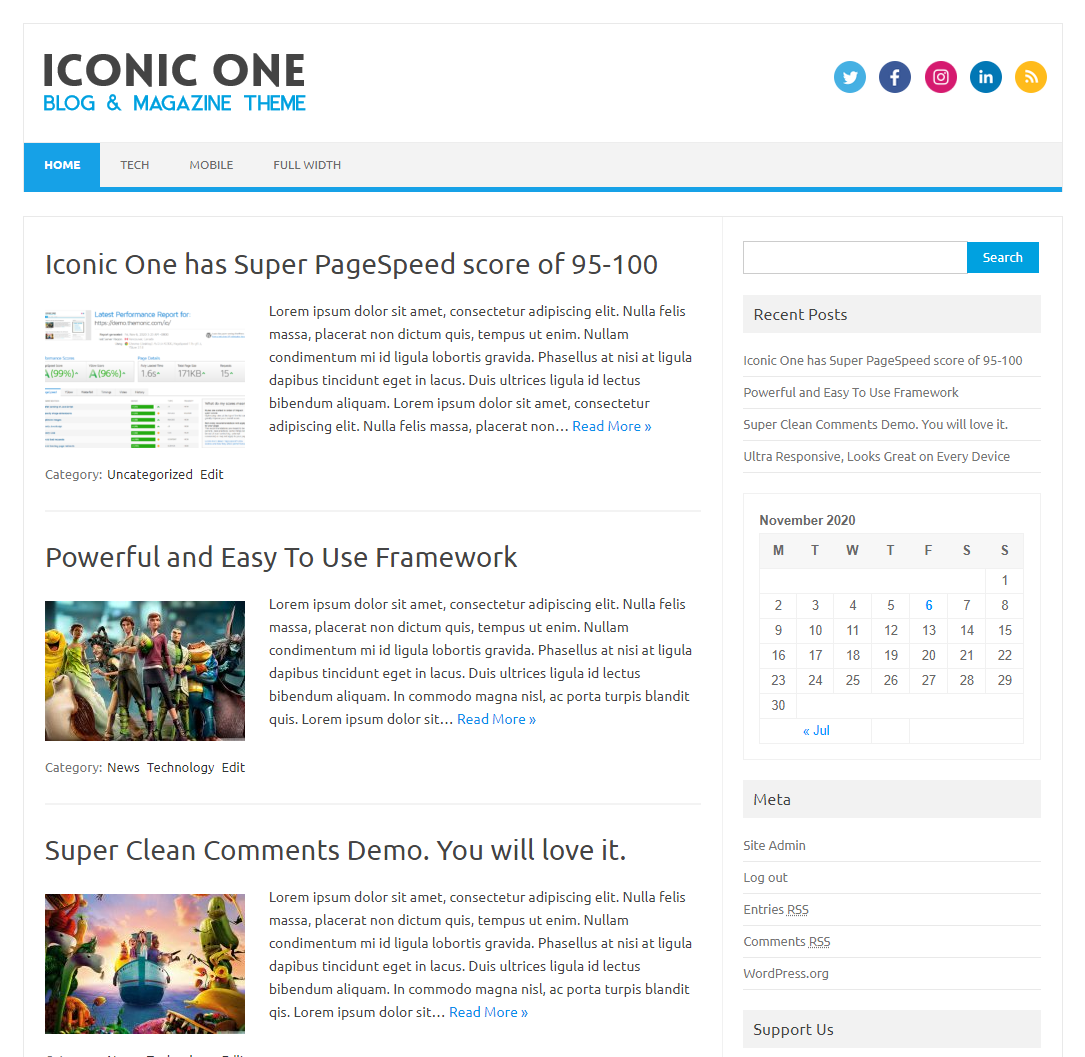 ICONIC ONE
BLOG & MAGAZINE THEME
HOME TECH MOBILE FULL WIDTH
Iconic One has Super PageSpeed score of 95-100
Latest Performance Report for:
https://demo.themonic.com/io/
Page Details
(99%)
(96%)
1.6s
171KB
15
Lorem ipsum dolor sit amet, consectetur adipiscing elit. Nulla felis
massa, placerat non dictum quis, tempus ut enim. Nullam
condimentum mi id ligula lobortis gravida. Phasellus at nisi at ligula
dapibus tincidunt eget in lacus. Duis ultrices ligula id lectus
bibendum aliquam. Lorem ipsum dolor sit amet, consectetur
adipiscing elit. Nulla felis massa, placerat non… Read More »
Category: Uncategorized Edit
Powerful and Easy To Use Framework
Lorem ipsum dolor sit amet, consectetur adipiscing elit. Nulla felis
massa, placerat non dictum quis, tempus ut enim. Nullam
condimentum mi id ligula lobortis gravida. Phasellus at nisi at ligula
dapibus tincidunt eget in lacus. Duis ultrices ligula id lectus
bibendum aliquam. In commodo magna nisl, ac porta turpis blandit
quis. Lorem ipsum dolor sit… Read More »
Category: News Technology Edit
Super Clean Comments Demo. You will love it.
Lorem ipsum dolor sit amet, consectetur adipiscing elit. Nulla felis
massa, placerat non dictum quis, tempus ut enim. Nullam
condimentum mi id ligula lobortis gravida. Phasellus at nisi at ligula
dapibus tincidunt eget in lacus. Duis ultrices ligula id lectus
bibendum aliquam. In commodo magna nisl, ac porta turpis blandit
qis. Lorem ipsum dolor sit… Read More »
Search
Recent Posts
Iconic One has Super PageSpeed score of 95-100
Powerful and Easy To Use Framework
Super Clean Comments Demo. You will love it.
Ultra Responsive, Looks Great on Every Device
November 2020
M T W T F S S
1
2 3 4 5 6 7 8
9 10 11 12 13 14 15
16 17 18 19 20 21 22
23 24 25 26 27 28 29
30
« Jul
Meta
Site Admin
Log out
Entries RSS
Comments RSS
WordPress.org
Support Us